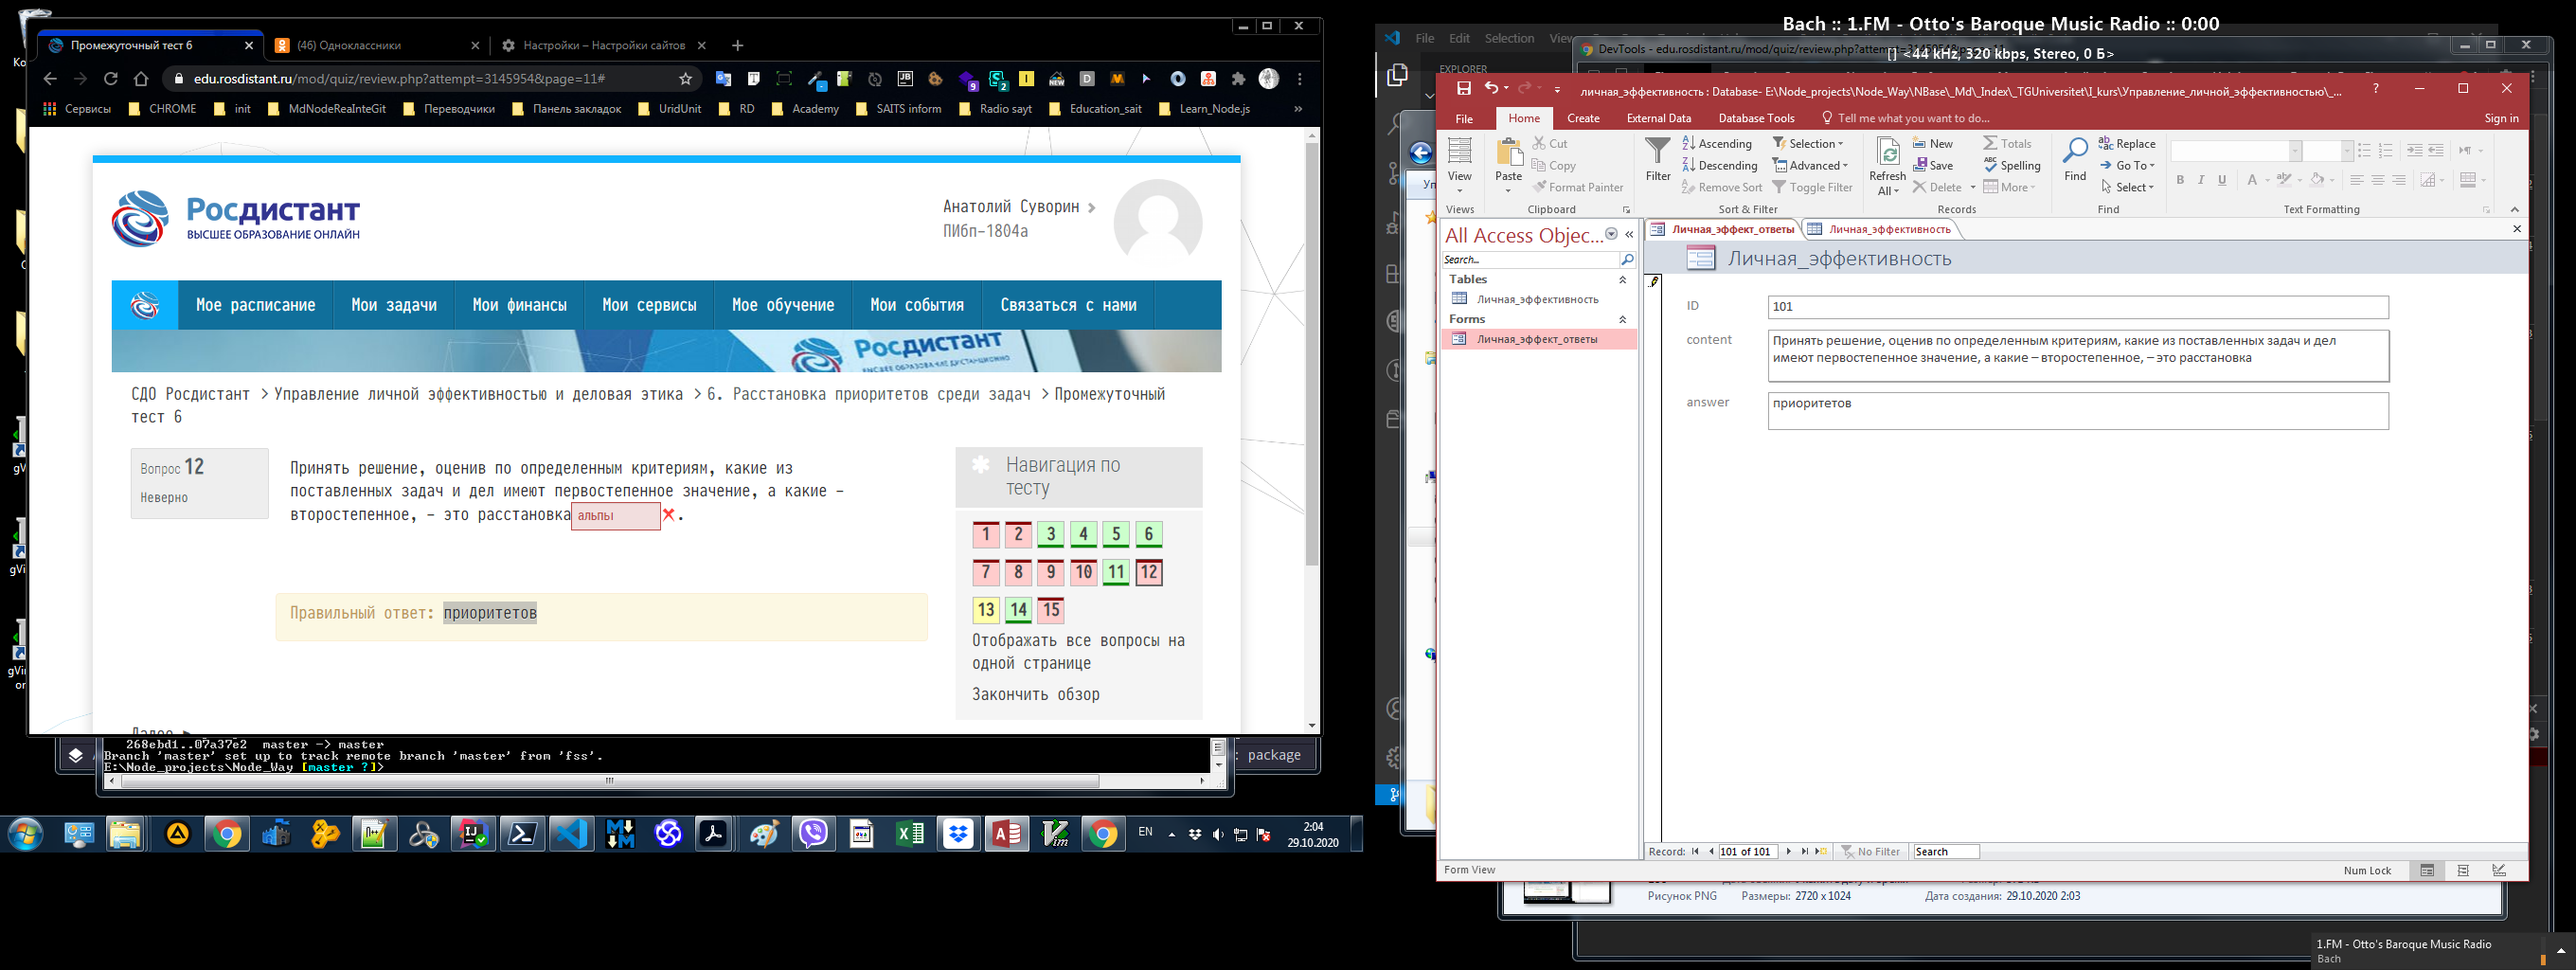 Промежуточный тест 6
(46) Одноклассники
Настройки – Настройки сайтов
edu.rosdistant.ru/mod/quiz/review.php?attempt=3145954&page=11#
Сервисы
CHROME
init
MdNodeReaInteGit
Переводчики
Панель закладок
UridUnit
RD
Academy
SAITS inform
Radio sayt
Education_sait
Learn_Node.js
»
Росдистант
ВЫСШЕЕ ОБРАЗОВАНИЕ ОНЛАЙН
Анатолий Суворин
ПИбп-1804а
Мое расписание
Мои задачи
Мои финансы
Мои сервисы
Мое обучение
Мои события
Связаться с нами
Росдистант
СДО Росдистант > Управление личной эффективностью и деловая этика > 6. Расстановка приоритетов среди задач > Промежуточный
тест 6
Вопрос 12
Неверно
Принять решение, оценив по определенным критериям, какие из
поставленных задач и дел имеют первостепенное значение, а какие –
второстепенное, – это расстановка альпы .
Правильный ответ: приоритетов
Навигация по
тесту
1 2 3 4 5 6
7 8 9 10 11 12
13 14 15
Отображать все вопросы на
одной странице
Закончить обзор
268ebd1..07a37e2 master -> master
Branch 'master' set up to track remote branch 'master' from 'fss'.
E:\Node_projects\Node_Way [master ?]>
: package
EN
2:04
29.10.2020
Bach :: 1.FM - Otto's Baroque Music Radio :: 0:00
[] <44 kHz, 320 kbps, Stereo, 0 Б>
File Edit Selection
EXPLORER
DevTools - edu.rosdistant.ru/mod/quiz/review.php?attempt=3145954&page=11
личная_эффективность : Database- E:\Node_projects\Node_Way\NBase\_Md\_Index\_TGUniversitet\I_kurs\Управление_личной_эффективностью\_...
File
Home
Create
External Data
Database Tools
Tell me what you want to do...
Sign in
View
Views
Paste
Cut
Copy
Format Painter
Clipboard
Filter
Ascending
Descending
Remove Sort
Selection
Advanced
Toggle Filter
Sort & Filter
Refresh
All
New
Save
Delete
Totals
Spelling
More
Records
Find
Replace
Go To
Select
Find
B I U A
Text Formatting
All Access Objec...
Search...
Tables
Личная_эффективность
Forms
Личная_эффект_ответы
Личная_эффект_ответы
Личная_эффективность
Личная_эффективность
ID
101
content
Принять решение, оценив по определенным критериям, какие из поставленных задач и дел
имеют первостепенное значение, а какие – второстепенное, – это расстановка
answer
приоритетов
Record:
101 of 101
No Filter
Search
Form View
Num Lock
Рисунок PNG
Размеры: 2720 x 1024
Дата создания: 29.10.2020 2:03
1.FM - Otto's Baroque Music Radio
Bach